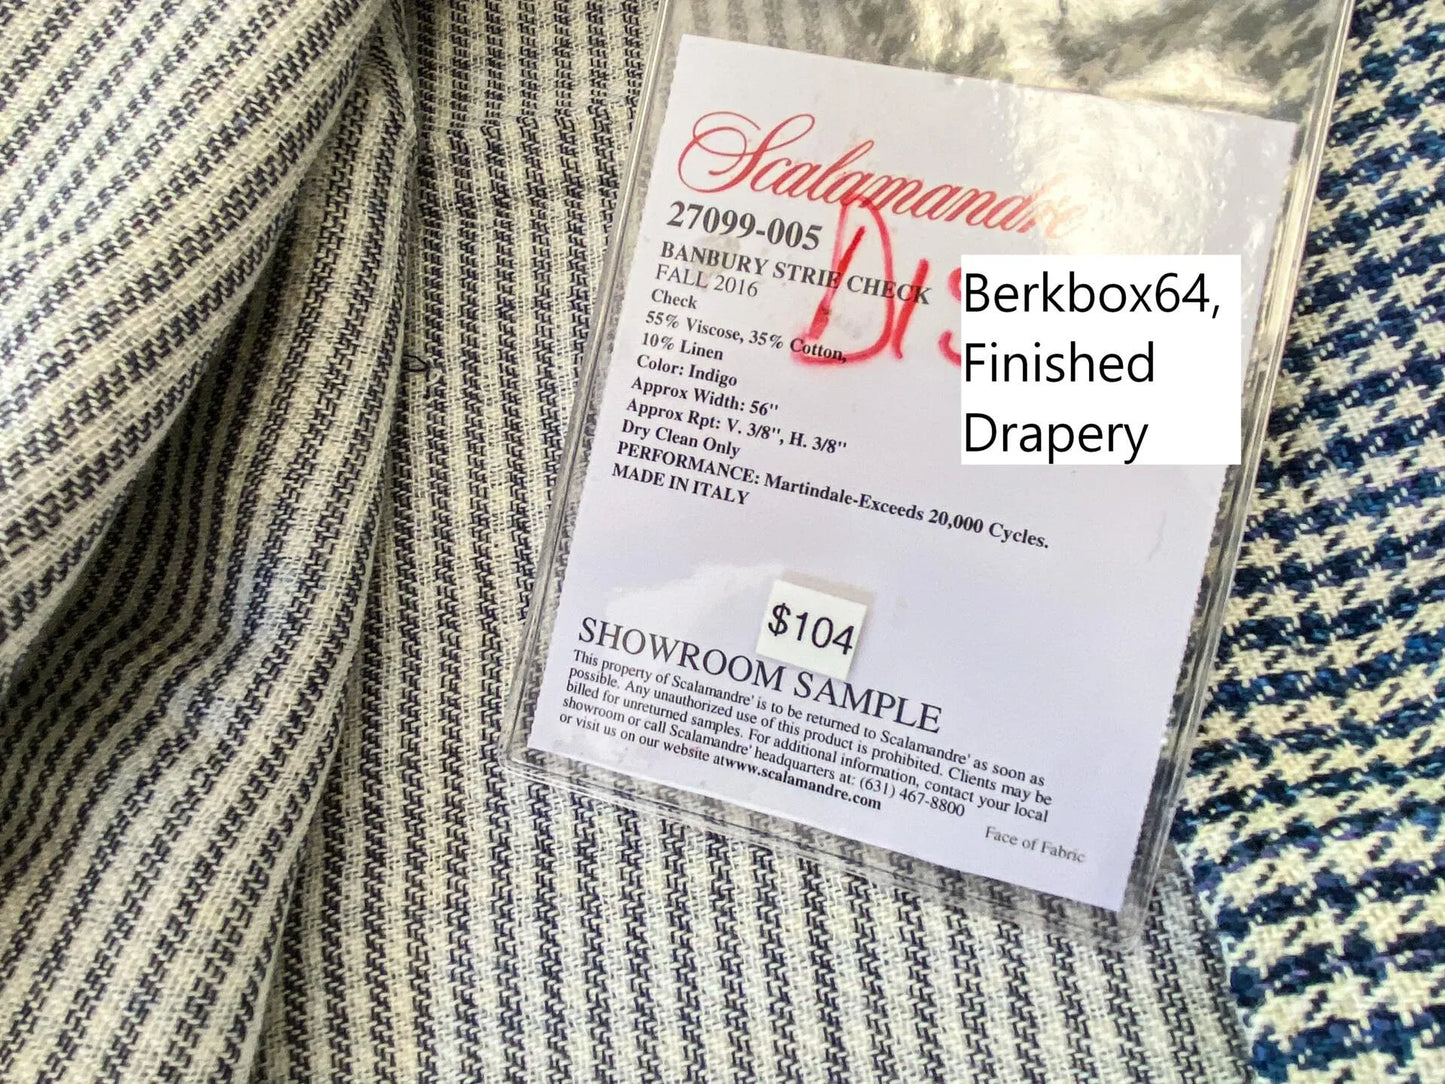 Scalamandre
27099-005
BANBURY STRIE CHECK
FALL 2016
Check
55% Viscose, 35% Cotton,
10% Linen
Color: Indigo
Approx Width: 56"
Approx Rpt: V. 3/8", H. 3/8"
Dry Clean Only
PERFORMANCE: Martindale-Exceeds 20,000 Cycles.
MADE IN ITALY
DIS
Berkbox64,
Finished
Drapery
$104
SHOWROOM SAMPLE
This property of Scalamandre' is to be returned to Scalamandre' as soon as
possible. Any unauthorized use of this product is prohibited. Clients may be
billed for unreturned samples. For additional information, contact your local
showroom or call Scalamandre' headquarters at: (631) 467-8800
or visit us on our website atwww.scalamandre.com
Face of Fabric